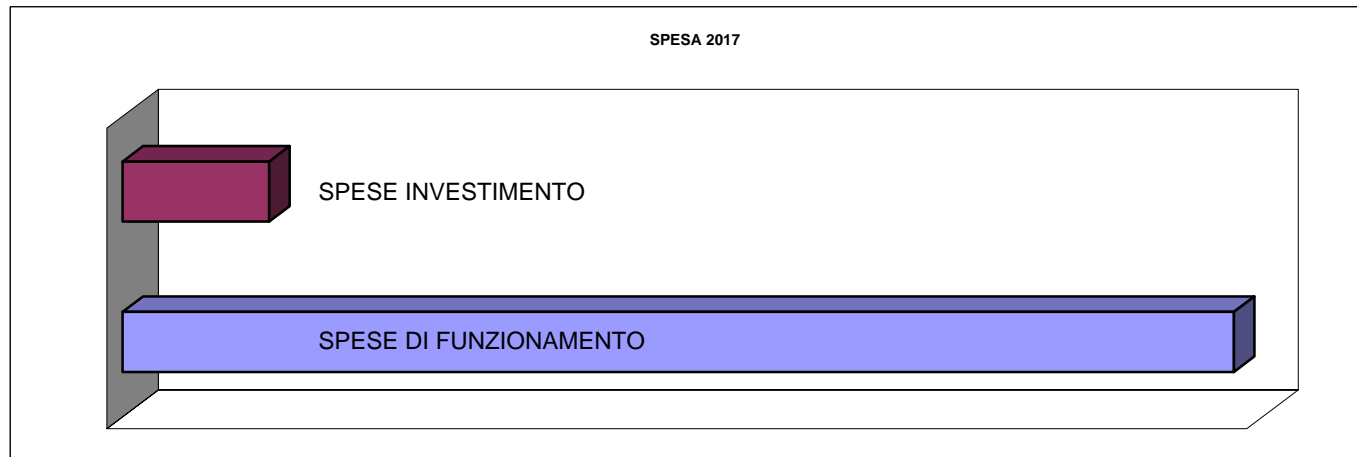 SPESA 2017
SPESE INVESTIMENTO
SPESE DI FUNZIONAMENTO